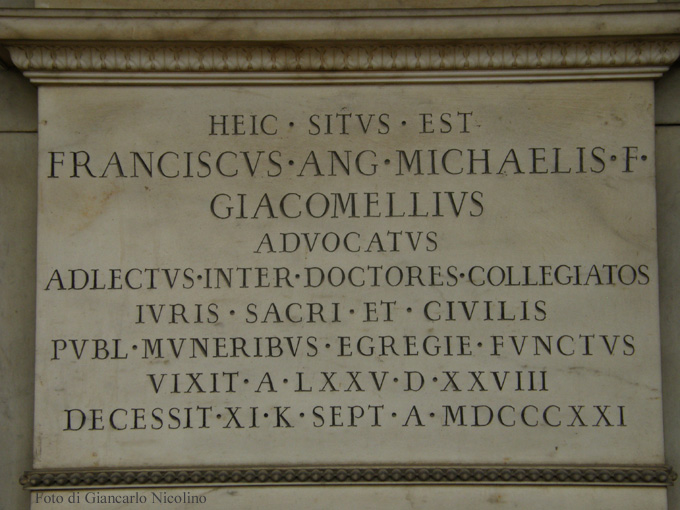 HEIC · SITVS · EST
FRANCISCVS · ANG · MICHAELIS · F ·
GIACOMELLIVS
ADVOCATVS
ADLECTVS · INTER · DOCTORES · COLLEGIATOS
IVRIS · SACRI · ET · CIVILIS
PVBL · MVNERIBVS · EGREGIE · FVNCTVS
VIXIT · A · LXXV · D · XXVIII
DECESSIT · XI · K · SEPT · A · MDCCCXXI
Foto di Giancarlo Nicolino